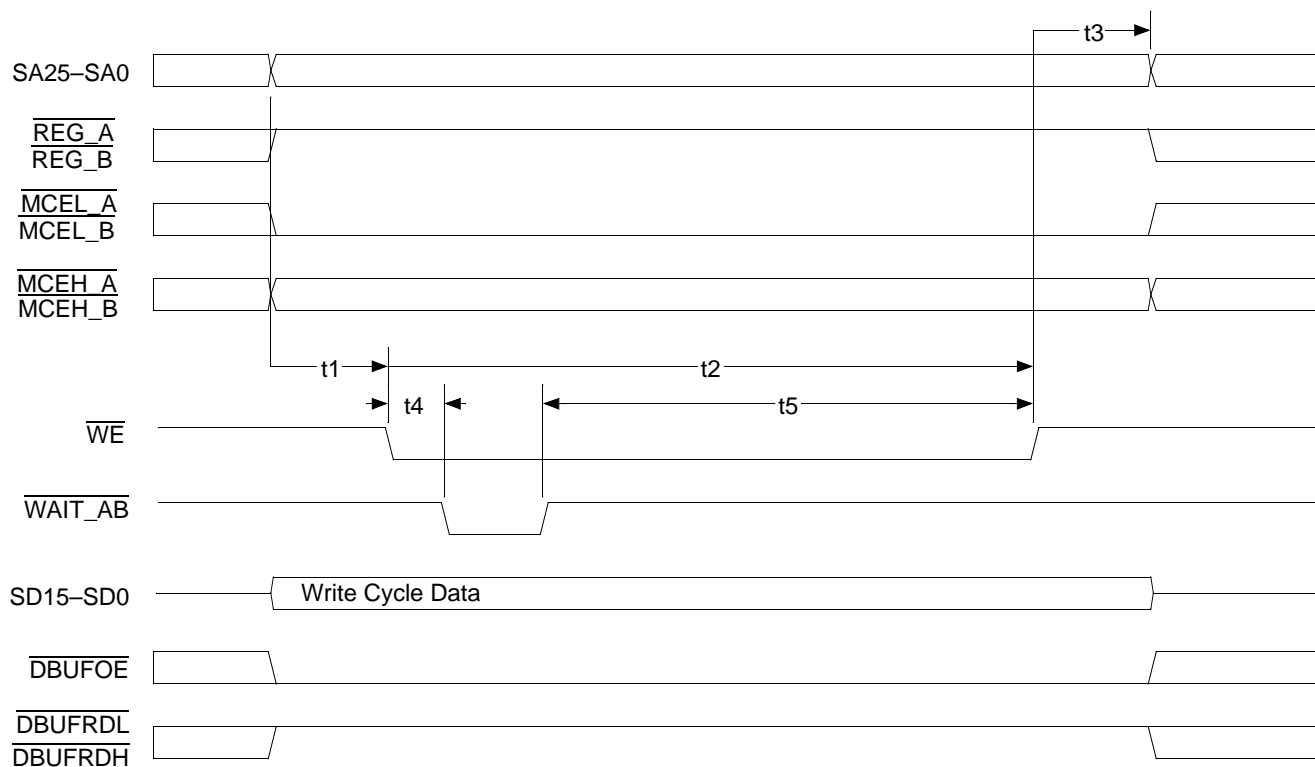 t3
SA25–SA0
REG_A
REG_B
MCEL_A
MCEL_B
MCEH_A
MCEH_B
t1 t2
t4 t5
WE
WAIT_AB
SD15–SD0 Write Cycle Data
DBUFOE
DBUFRDL
DBUFRDH